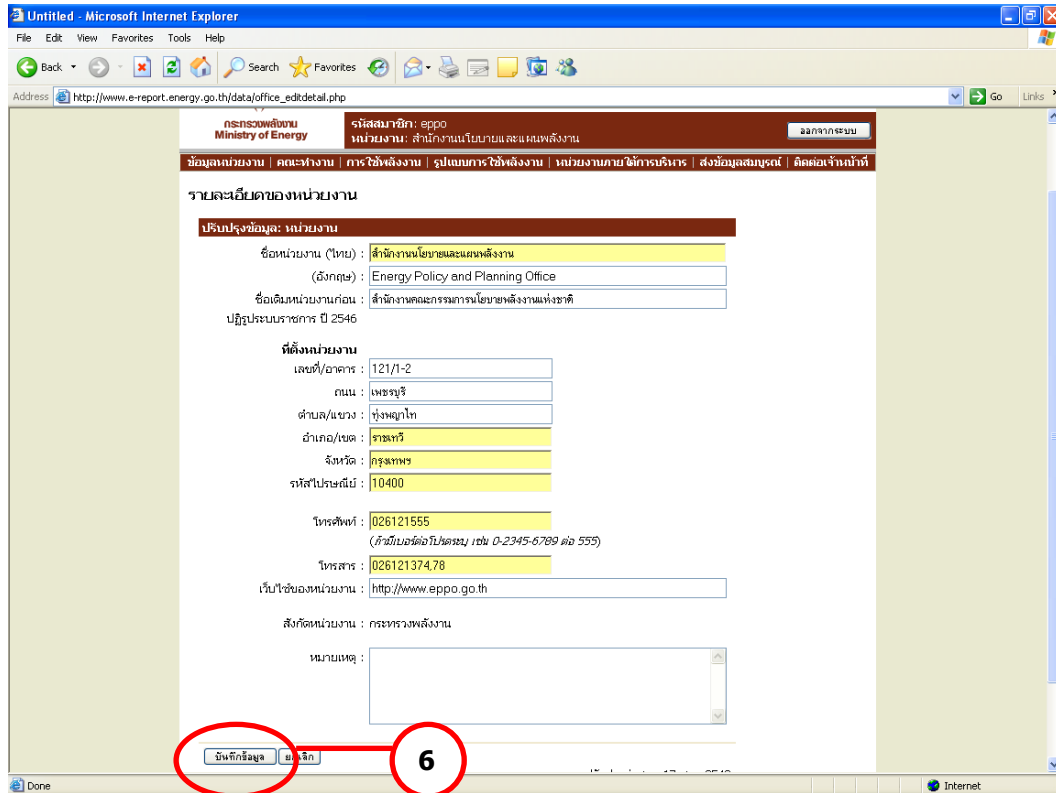 Untitled - Microsoft Internet Explorer
File Edit View Favorites Tools Help
Back Search Favorites
Address http://www.e-report.energy.go.th/data/office_editdetail.php Go Links
กระทรวงพลังงาน
Ministry of Energy
รหัสสมาชิก: eppo
หน่วยงาน: สำนักงานนโยบายและแผนพลังงาน
ออกจากระบบ
ข้อมูลหน่วยงาน | คณะทำงาน | การใช้พลังงาน | รูปแบบการใช้พลังงาน | หน่วยงานภายใต้การบริหาร | ส่งข้อมูลสมบูรณ์ | ติดต่อเจ้าหน้าที่
รายละเอียดของหน่วยงาน
ปรับปรุงข้อมูล: หน่วยงาน
ชื่อหน่วยงาน (ไทย) : สำนักงานนโยบายและแผนพลังงาน
(อังกฤษ) : Energy Policy and Planning Office
ชื่อเดิมหน่วยงานก่อน : สำนักงานคณะกรรมการนโยบายพลังงานแห่งชาติ
ปฏิรูประบบราชการ ปี 2546
ที่ตั้งหน่วยงาน
เลขที่/อาคาร : 121/1-2
ถนน : เพชรบุรี
ตำบล/แขวง : ทุ่งพญาไท
อำเภอ/เขต : ราชเทวี
จังหวัด : กรุงเทพฯ
รหัสไปรษณีย์ : 10400
โทรศัพท์ : 026121555
(ถ้ามีเบอร์ต่อโปรดระบุ เช่น 0-2345-6789 ต่อ 555)
โทรสาร : 026121374,78
เว็บไซ้ของหน่วยงาน : http://www.eppo.go.th
สังกัดหน่วยงาน : กระทรวงพลังงาน
หมายเหตุ :
บันทึกข้อมูล ยกเลิก
6
Done Internet